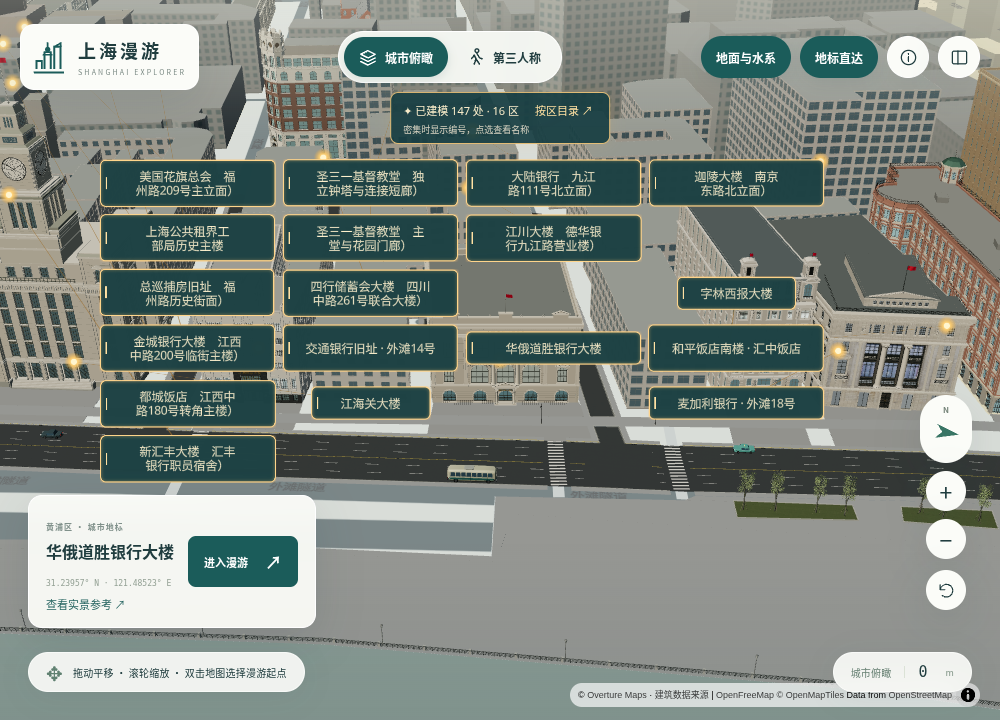 上海漫游
SHANGHAI EXPLORER
城市俯瞰
第三人称
地面与水系
地标直达
✦ 已建模 147 处 · 16 区 按区目录 ↗
密集时显示编号，点选查看名称
美国花旗总会 福
州路209号主立面）
圣三一基督教堂 独
立钟塔与连接短廊）
大陆银行 九江
路111号北立面）
迦陵大楼 南京
东路北立面）
上海公共租界工
部局历史主楼
圣三一基督教堂 主
堂与花园门廊）
江川大楼 德华银
行九江路营业楼）
总巡捕房旧址 福
州路历史街面）
四行储蓄会大楼 四川
中路261号联合大楼）
字林西报大楼
金城银行大楼 江西
中路200号临街主楼）
交通银行旧址 · 外滩14号
华俄道胜银行大楼
和平饭店南楼 · 汇中饭店
都城饭店 江西中
路180号转角主楼）
江海关大楼
麦加利银行 · 外滩18号
新汇丰大楼 汇丰
银行职员宿舍）
N
+
−
黄浦区 · 城市地标
华俄道胜银行大楼
进入漫游 ↗
31.23957° N · 121.48523° E
查看实景参考 ↗
拖动平移 · 滚轮缩放 · 双击地图选择漫游起点
城市俯瞰 0 m
© Overture Maps · 建筑数据来源 | OpenFreeMap © OpenMapTiles Data from OpenStreetMap